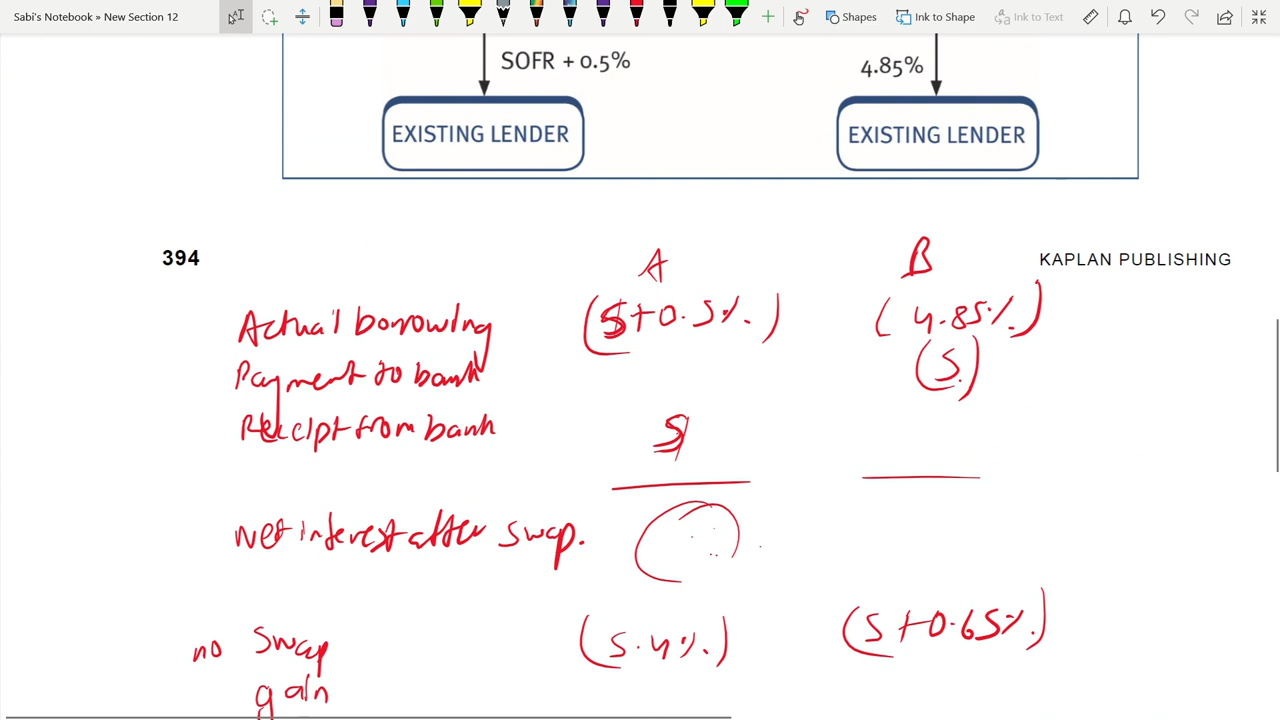 Sabi's Notebook » New Section 12
Shapes
Ink to Shape
Ink to Text
SOFR + 0.5%
4.85%
EXISTING LENDER
EXISTING LENDER
394
KAPLAN PUBLISHING
A
B
Actual borrowing (S+0.5%.) (4.85%.)
Payment to bank (S)
Receipt from bank S
Net interest after swap.
no swap (5.4%.) (S+0.65%.)
gain